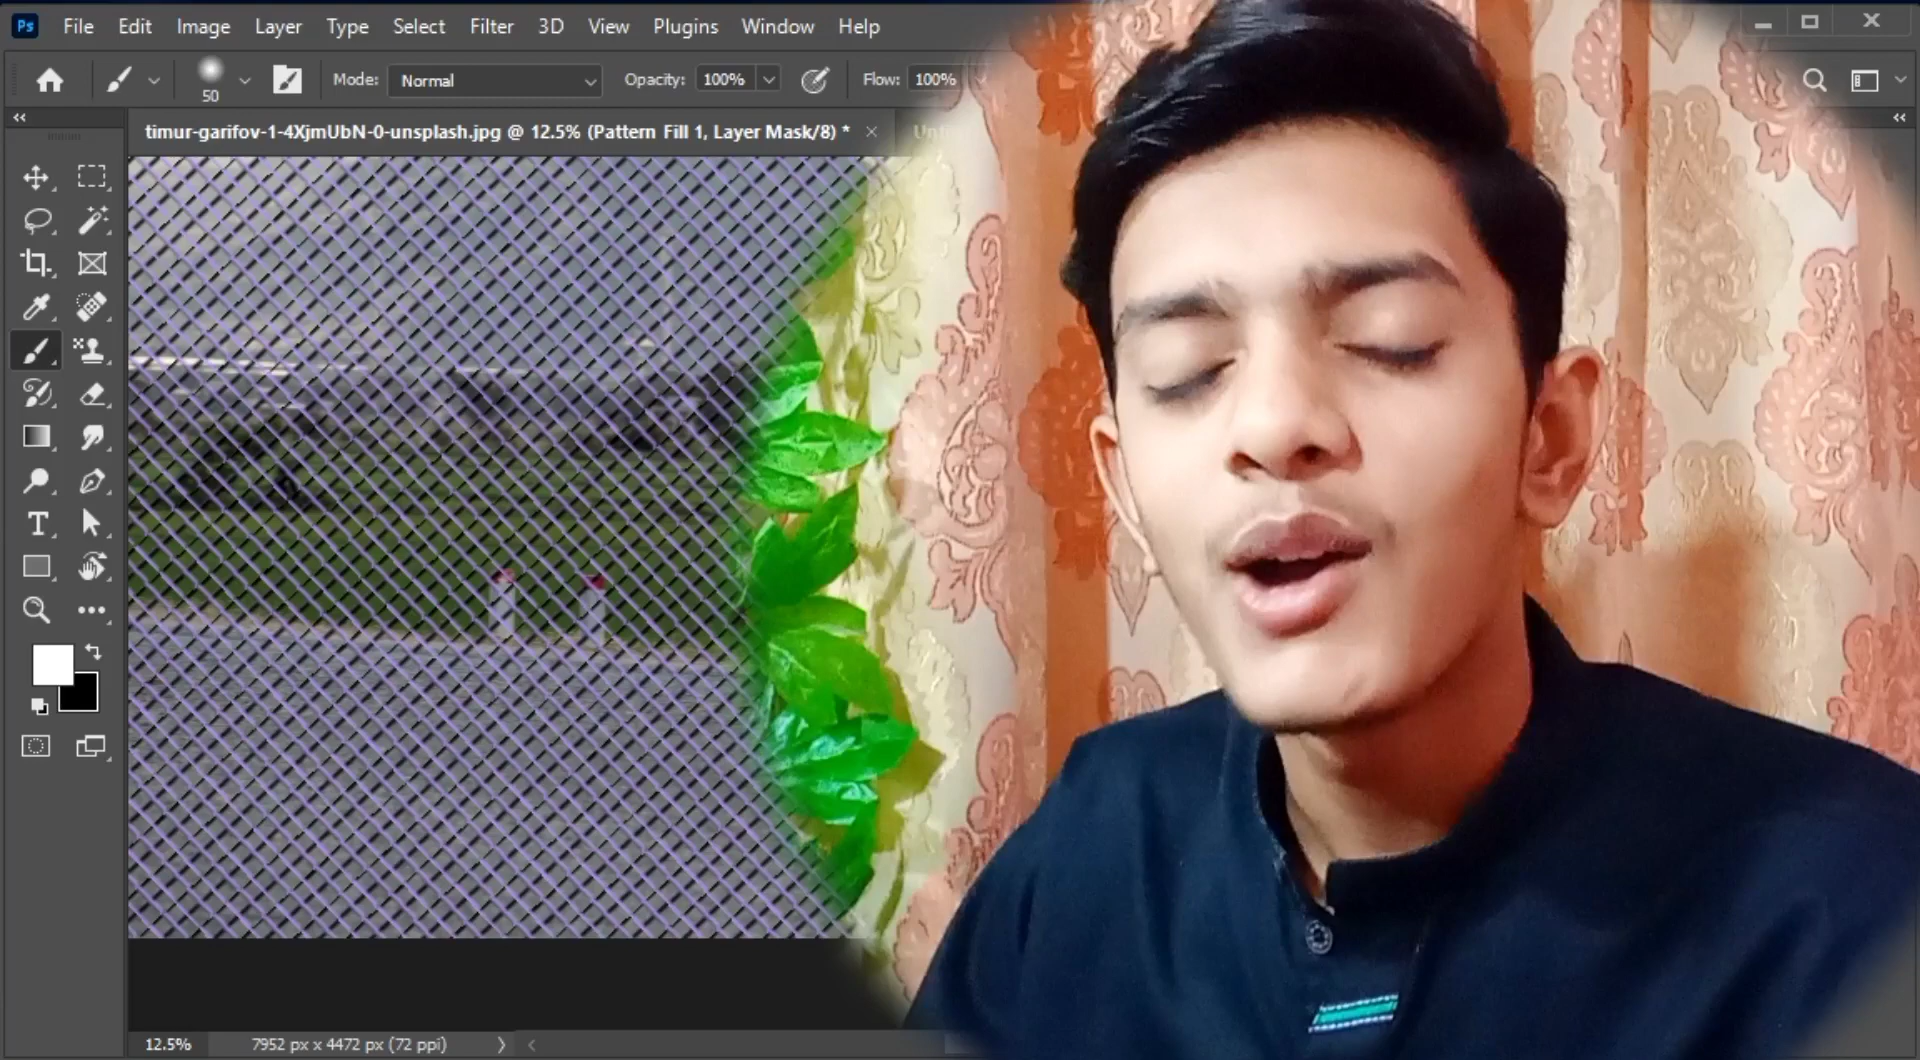 Ps File Edit Image Layer Type Select Filter 3D View Plugins Window Help
50 Mode: Normal Opacity: 100% Flow: 100%
timur-garifov-1-4XjmUbN-0-unsplash.jpg @ 12.5% (Pattern Fill 1, Layer Mask/8) *
12.5% 7952 px x 4472 px (72 ppi)